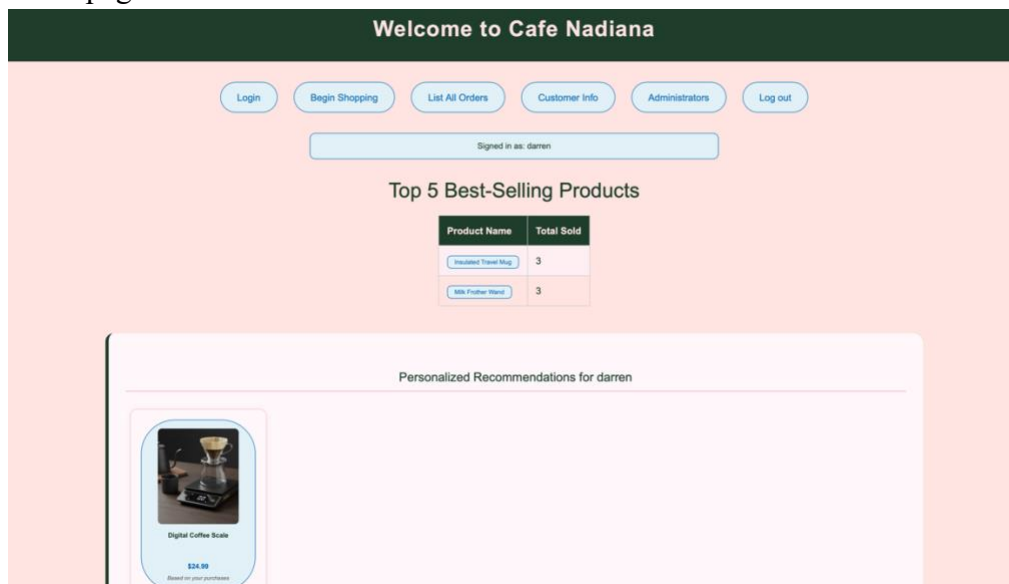 Welcome to Cafe Nadiana
Login Begin Shopping List All Orders Customer Info Administrators Log out
Signed in as: darren
Top 5 Best-Selling Products
Product Name Total Sold
Insulated Travel Mug 3
Milk Frother Wand 3
Personalized Recommendations for darren
Digital Coffee Scale
$24.99
Based on your purchases